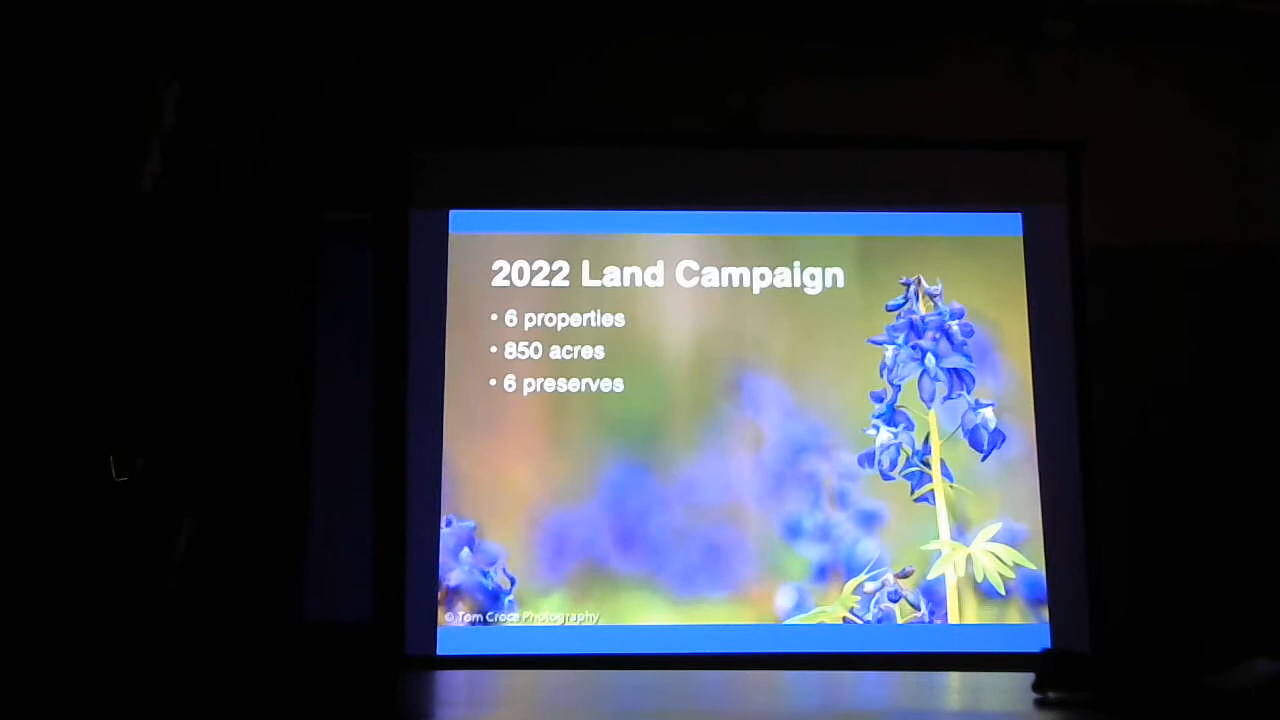 2022 Land Campaign
• 6 properties
• 850 acres
• 6 preserves
© Tom Croce Photography